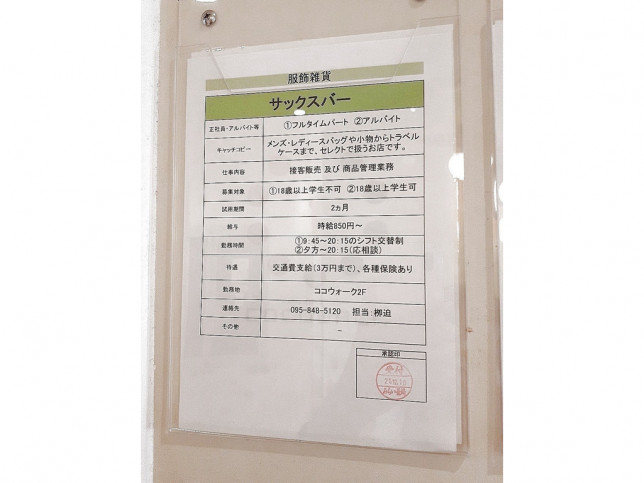 服飾雑貨
サックスバー
正社員・アルバイト等 ①フルタイムパート ②アルバイト
キャッチコピー メンズ・レディースバッグや小物からトラベル
ケースまで、セレクトで扱うお店です。
仕事内容 接客販売 及び 商品管理業務
募集対象 ①18歳以上学生不可 ②18歳以上学生可
試用期間 2ヵ月
給与 時給850円～
勤務時間 ①9:45～20:15のシフト交替制
②夕方～20:15(応相談)
待遇 交通費支給(3万円まで)、各種保険あり
勤務地 ココウォーク2F
連絡先 095-848-5120 担当:柳迫
その他 –
承認印